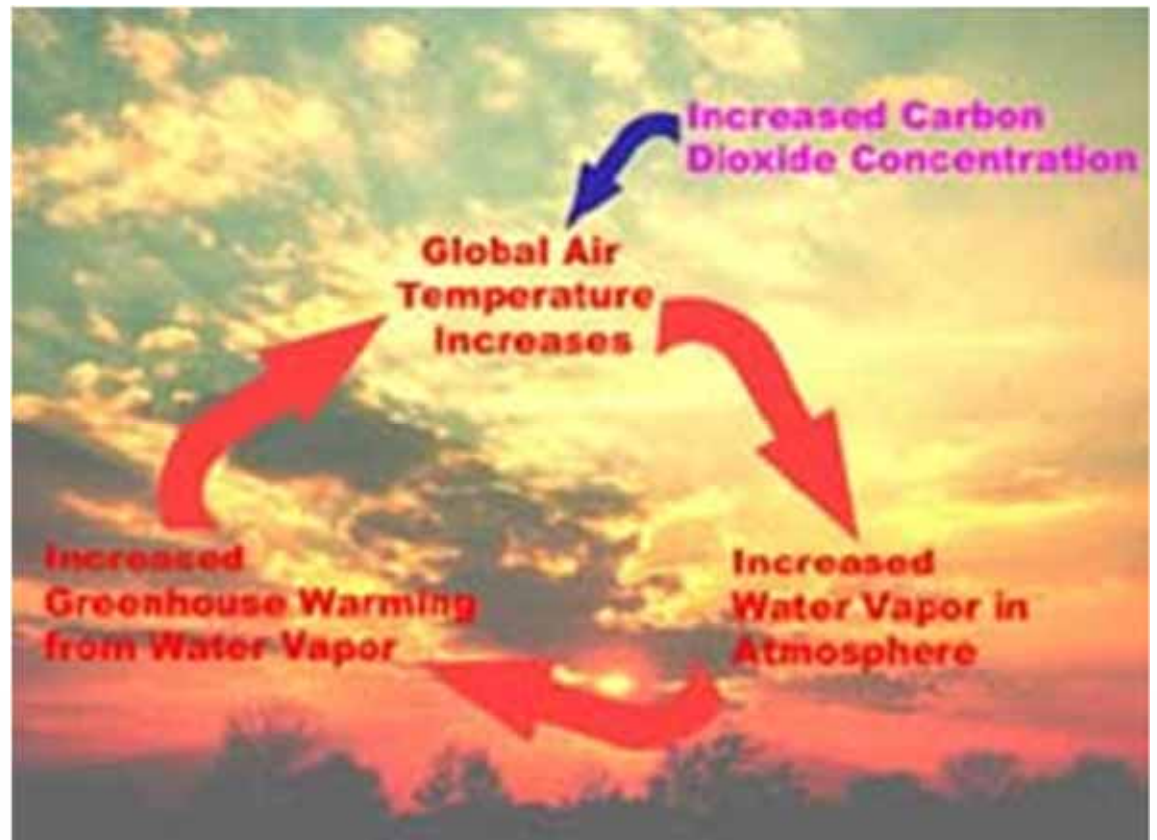 Increased Carbon
Dioxide Concentration
Global Air
Temperature
Increases
Increased
Water Vapor in
Atmosphere
Increased
Greenhouse Warming
from Water Vapor